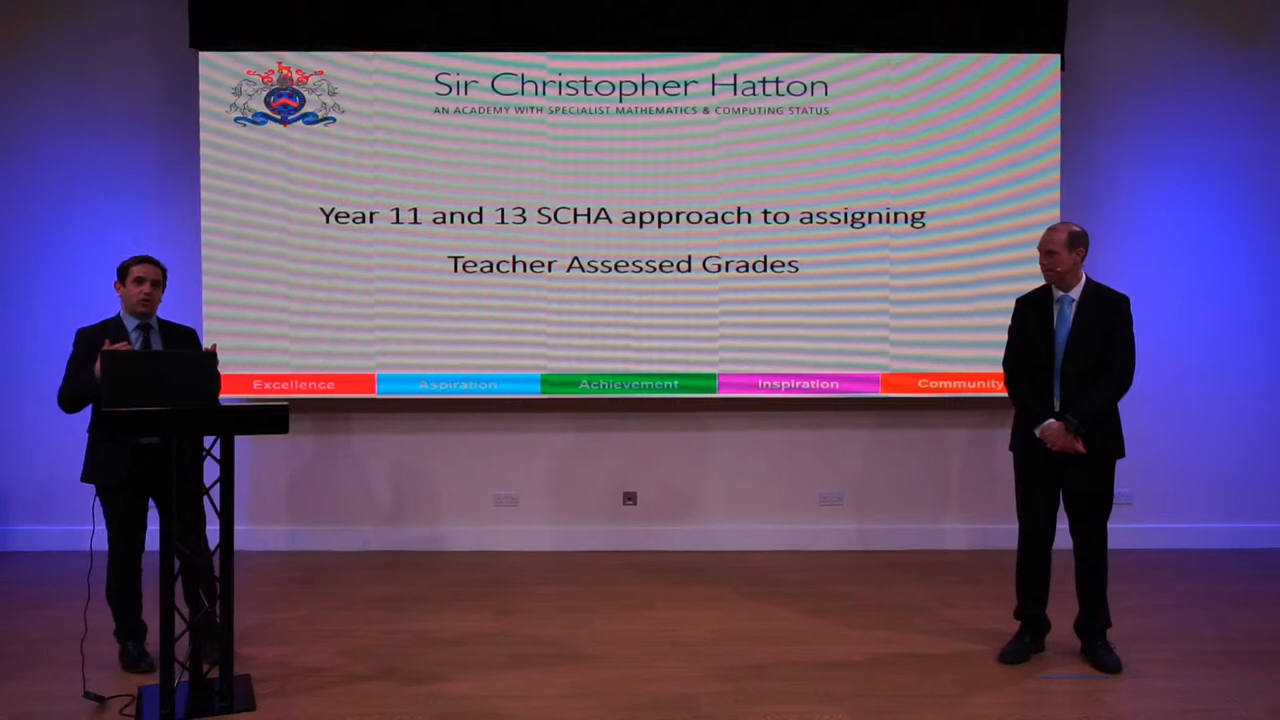 Sir Christopher Hatton
AN ACADEMY WITH SPECIALIST MATHEMATICS & COMPUTING STATUS
Year 11 and 13 SCHA approach to assigning
Teacher Assessed Grades
Excellence Aspiration Achievement Inspiration Community